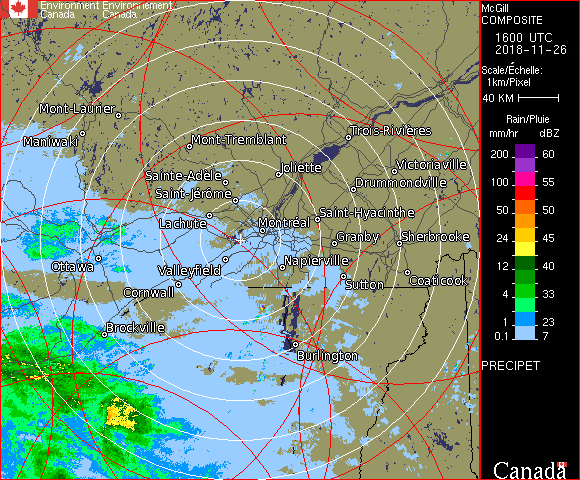 Environment Environnement
Canada Canada
McGill
COMPOSITE
1600 UTC
2018-11-26
Scale/Échelle:
1km/Pixel
40 KM
Rain/Pluie
mm/hr dBZ
200 60
150 55
100 55
50 50
24 45
12 40
4 33
1 23
0.1 7
PRECIPET
Canada
Mont-Laurier
Maniwaki
Mont-Tremblant
Trois-Rivières
Joliette
Victoriaville
Sainte-Adèle
Drummondville
Saint-Jérôme
Saint-Hyacinthe
Lachute
Montréal
Granby
Sherbrooke
Ottawa
Valleyfield
Napierville
Coaticook
Sutton
Cornwall
Brockville
Burlington